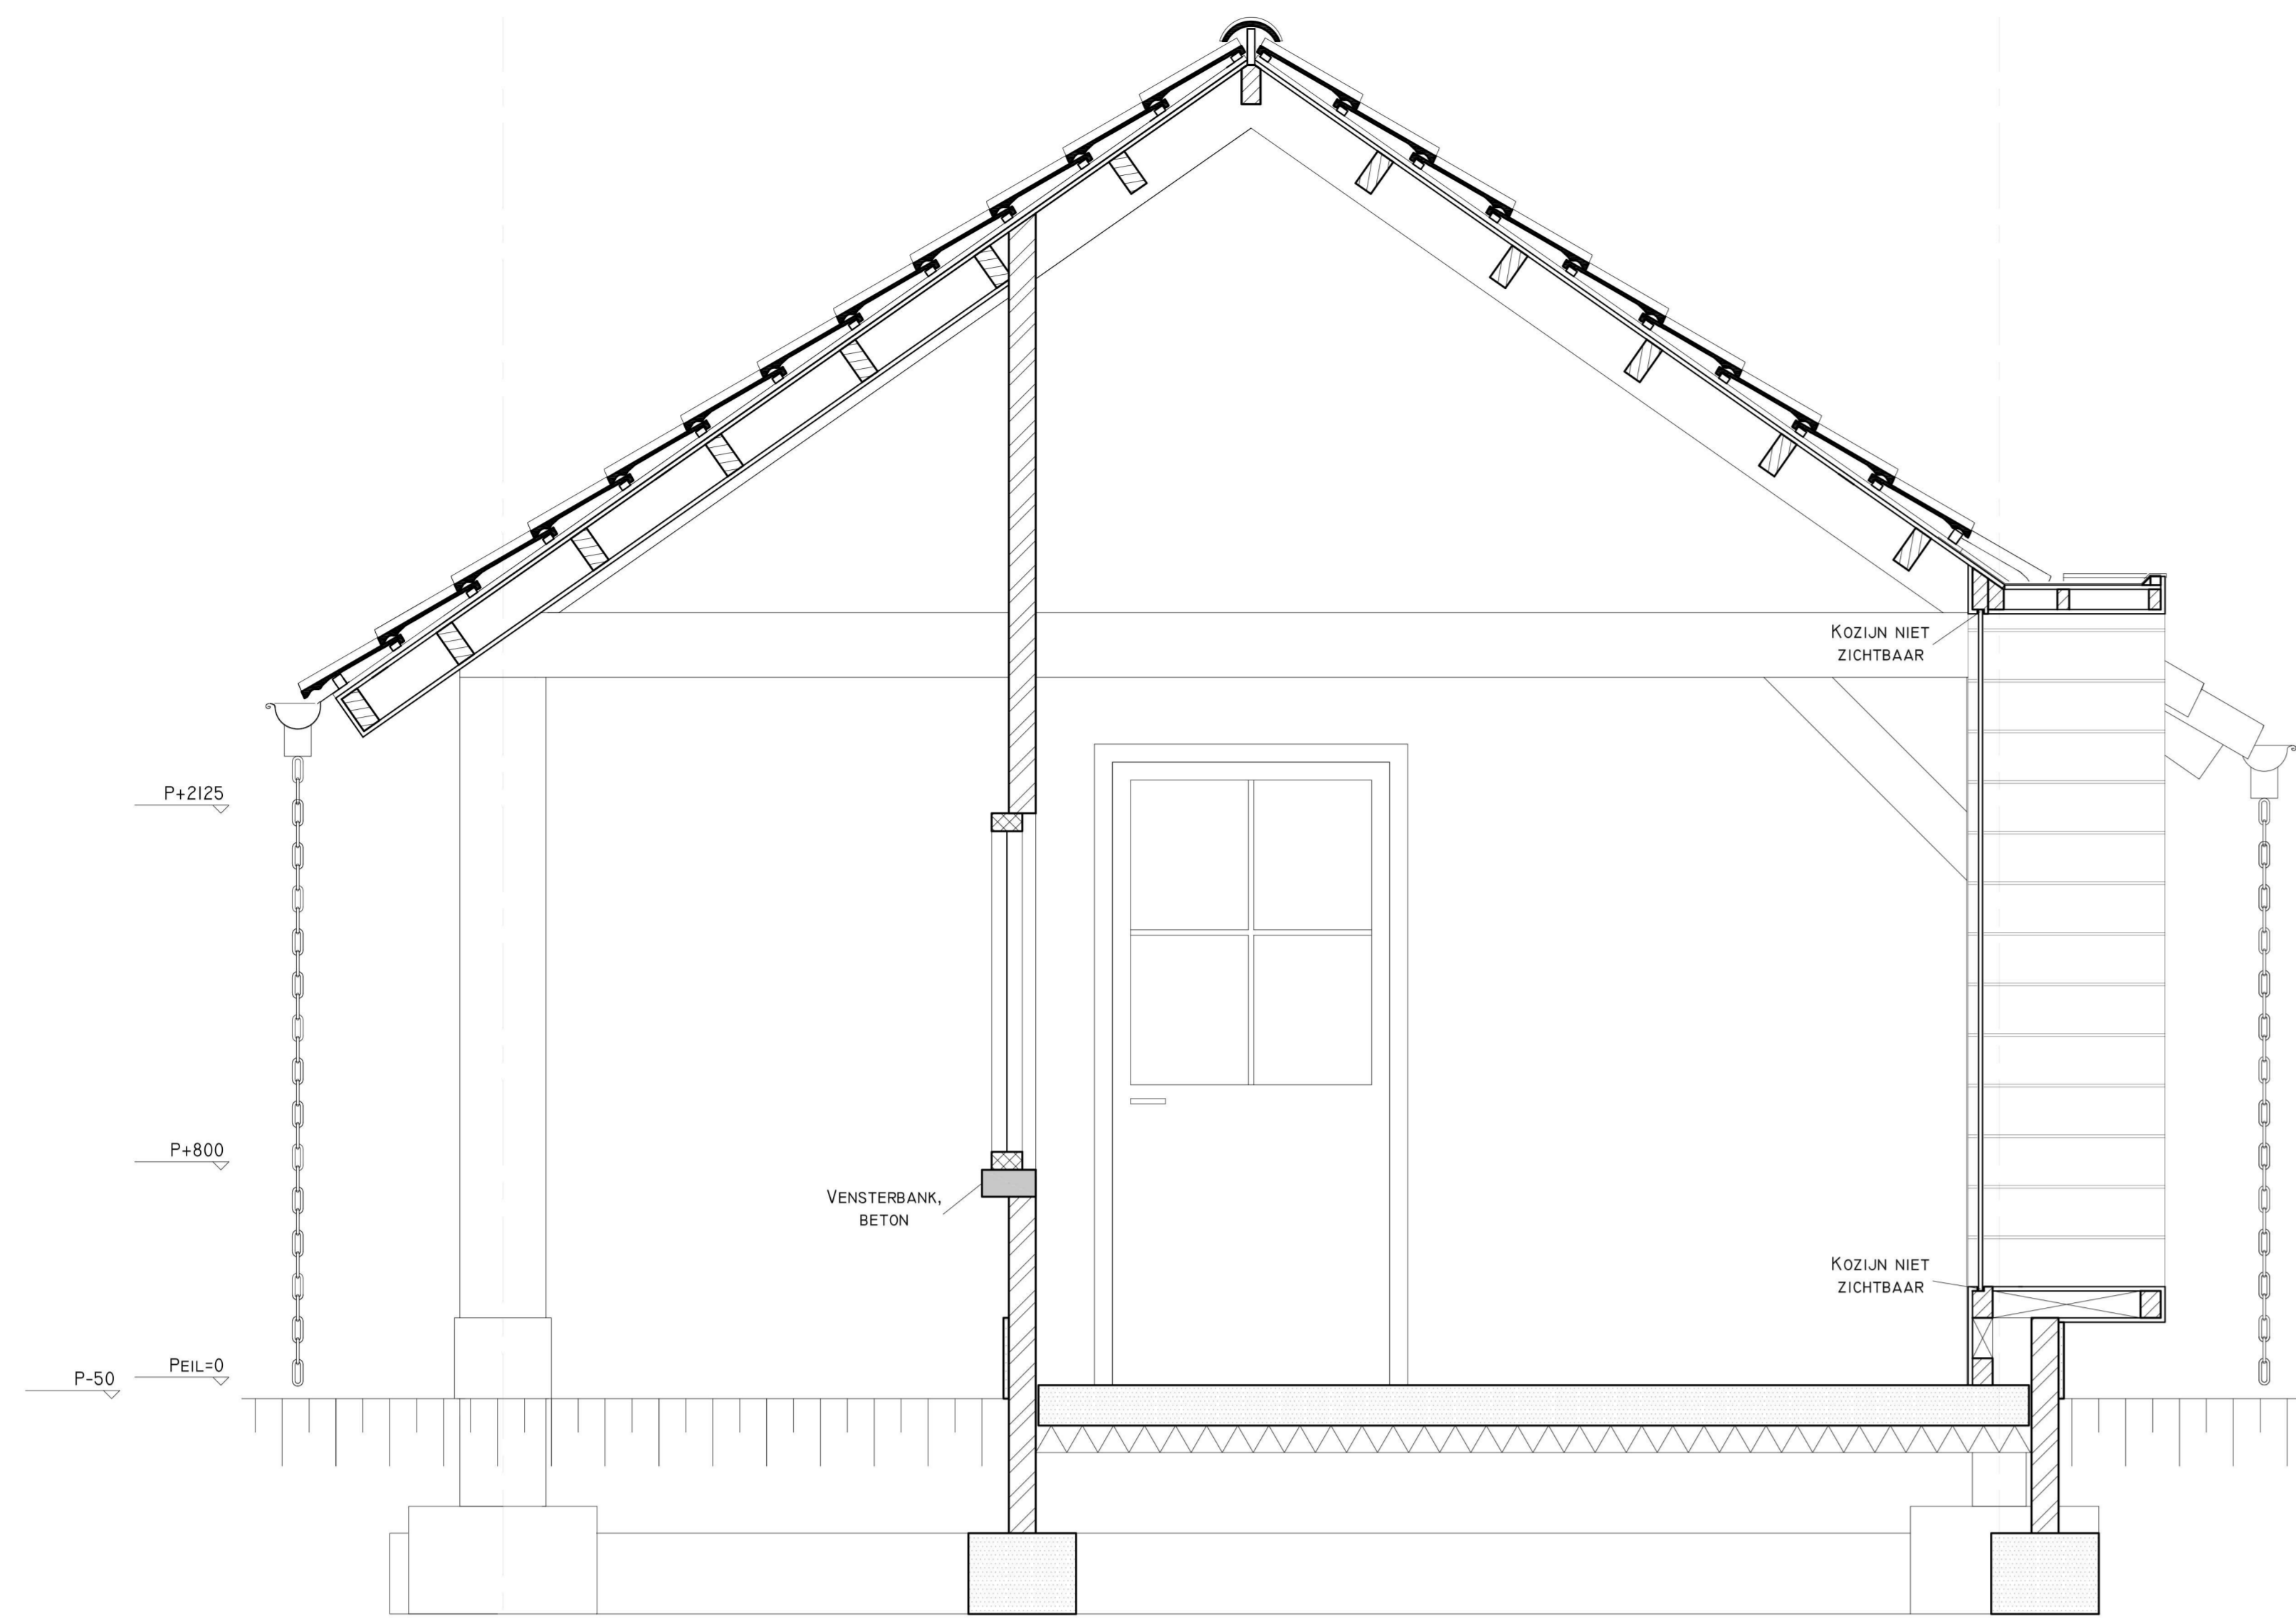 KOZIJN NIET
ZICHTBAAR
P+2125
P+800
VENSTERBANK,
BETON
KOZIJN NIET
ZICHTBAAR
PEIL=0
P-50